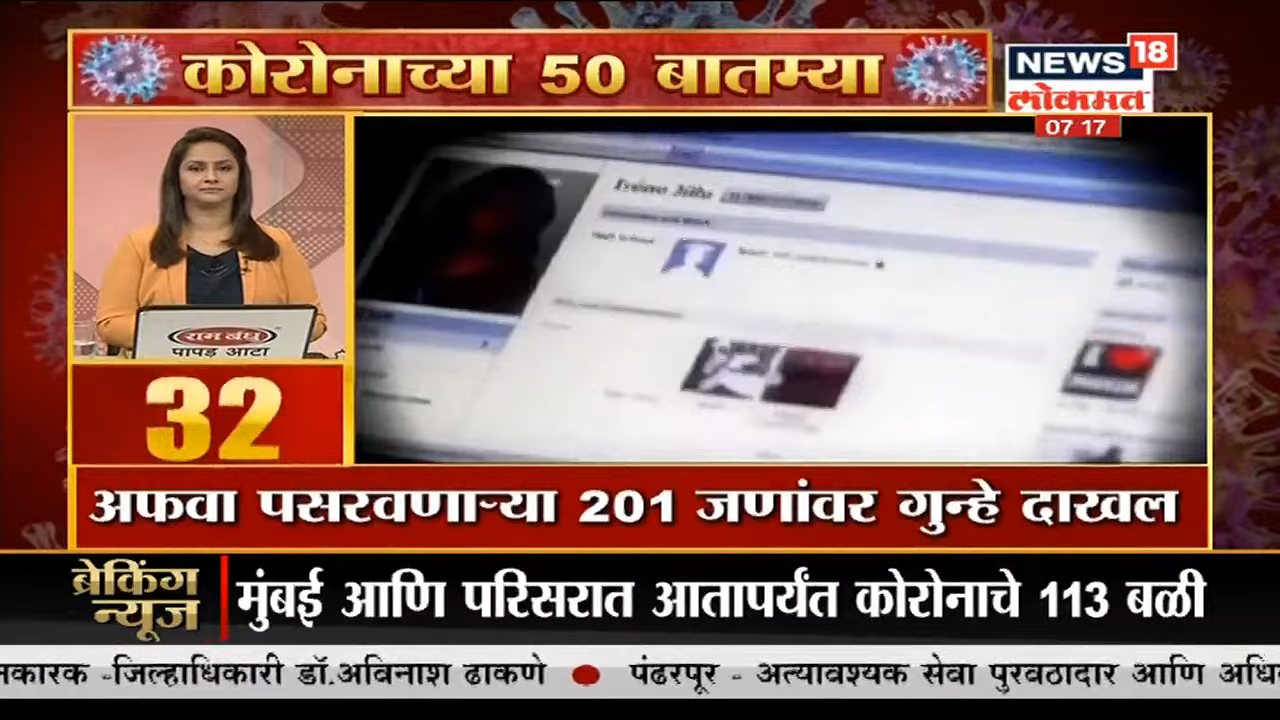 कोरोनाच्या 50 बातम्या
NEWS 18
लोकमत
07 17
राम बंधु
पापड़ आटा
32
अफवा पसरवणाऱ्या 201 जणांवर गुन्हे दाखल
ब्रेकिंग न्यूज
मुंबई आणि परिसरात आतापर्यंत कोरोनाचे 113 बळी
नकारक -जिल्हाधिकारी डॉ.अविनाश ढाकणे ● पंढरपूर - अत्यावश्यक सेवा पुरवठादार आणि अधि